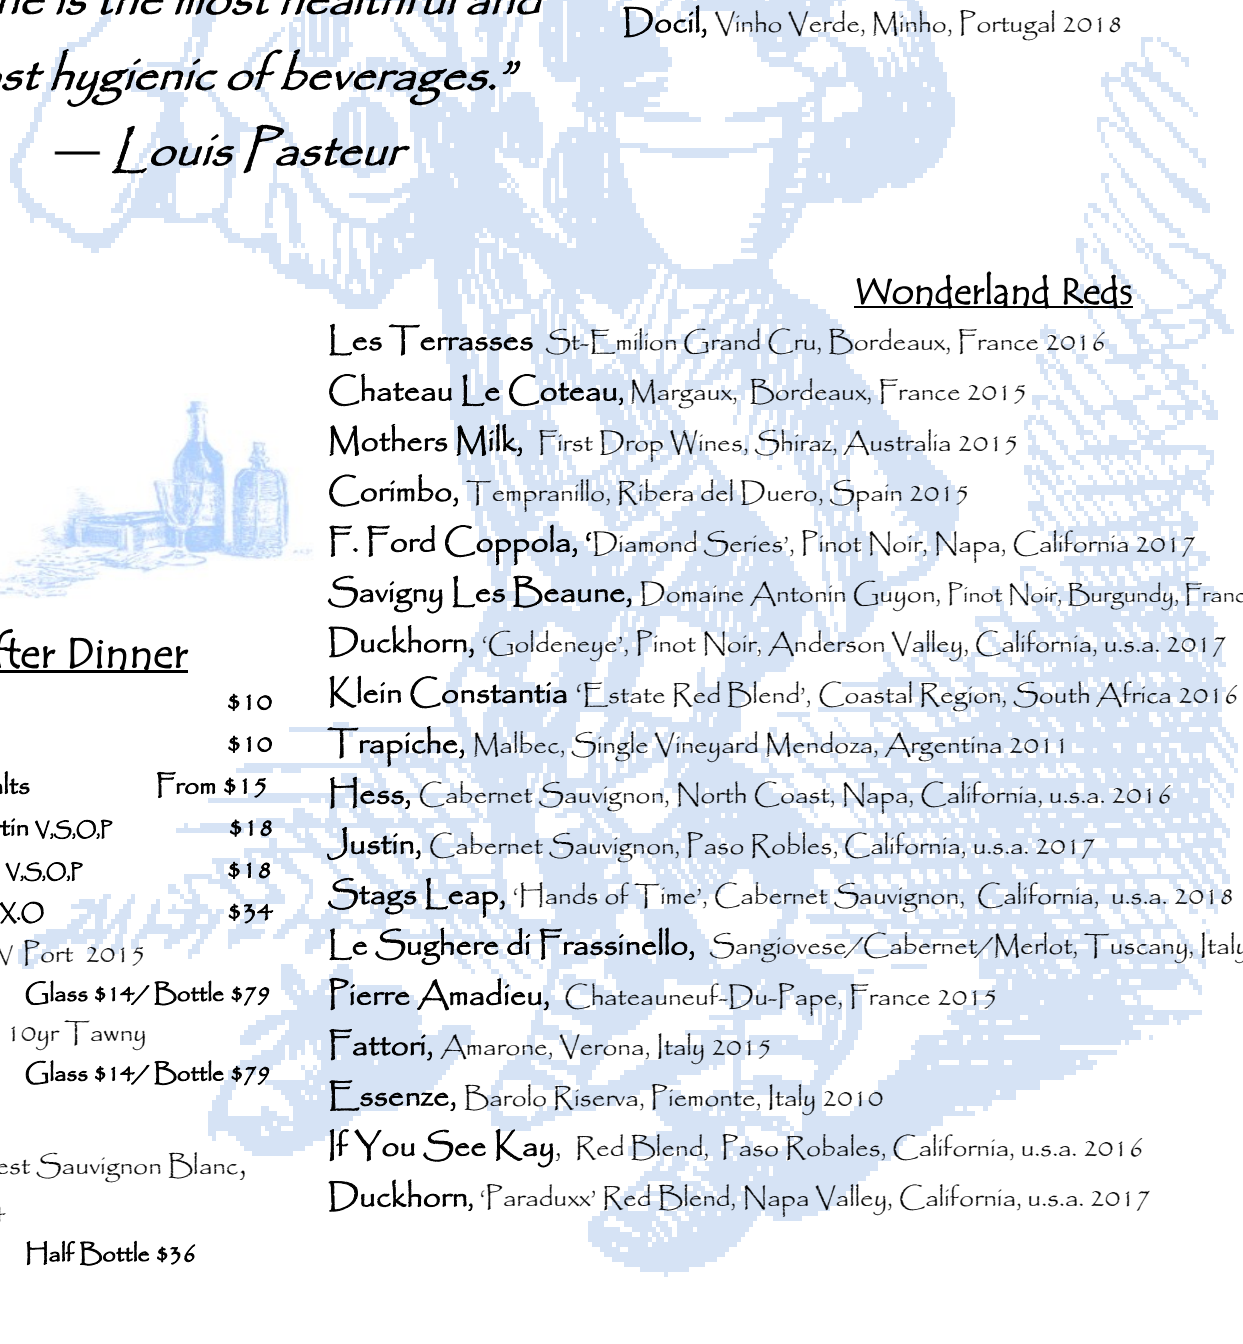 ne is the most healthful and
st hygienic of beverages.”
— Louis Pasteur
Docil, Vinho Verde, Minho, Portugal 2018
Wonderland Reds
Les Terrasses St-Emilion Grand Cru, Bordeaux, France 2016
Chateau Le Coteau, Margaux, Bordeaux, France 2015
Mothers Milk, First Drop Wines, Shiraz, Australia 2015
Corimbo, Tempranillo, Ribera del Duero, Spain 2015
F. Ford Coppola, ‘Diamond Series’, Pinot Noir, Napa, California 2017
Savigny Les Beaune, Domaine Antonin Guyon, Pinot Noir, Burgundy, Franc
Duckhorn, ‘Goldeneye’, Pinot Noir, Anderson Valley, California, u.s.a. 2017
Klein Constantia ‘Estate Red Blend’, Coastal Region, South Africa 2016
Trapiche, Malbec, Single Vineyard Mendoza, Argentina 2011
Hess, Cabernet Sauvignon, North Coast, Napa, California, u.s.a. 2016
Justin, Cabernet Sauvignon, Paso Robles, California, u.s.a. 2017
Stags Leap, ‘Hands of Time’, Cabernet Sauvignon, California, u.s.a. 2018
Le Sughere di Frassinello, Sangiovese/Cabernet/Merlot, Tuscany, Italy
Pierre Amadieu, Chateauneuf-Du-Pape, France 2015
Fattori, Amarone, Verona, Italy 2015
Essenze, Barolo Riserva, Piemonte, Italy 2010
If You See Kay, Red Blend, Paso Robales, California, u.s.a. 2016
Duckhorn, ‘Paraduxx’ Red Blend, Napa Valley, California, u.s.a. 2017
fter Dinner
$10
$10
lts From $15
tin V.S.O.P $18
V.S.O.P $18
X.O $34
Port 2015
Glass $14/ Bottle $79
10yr Tawny
Glass $14/ Bottle $79
est Sauvignon Blanc,
Half Bottle $36